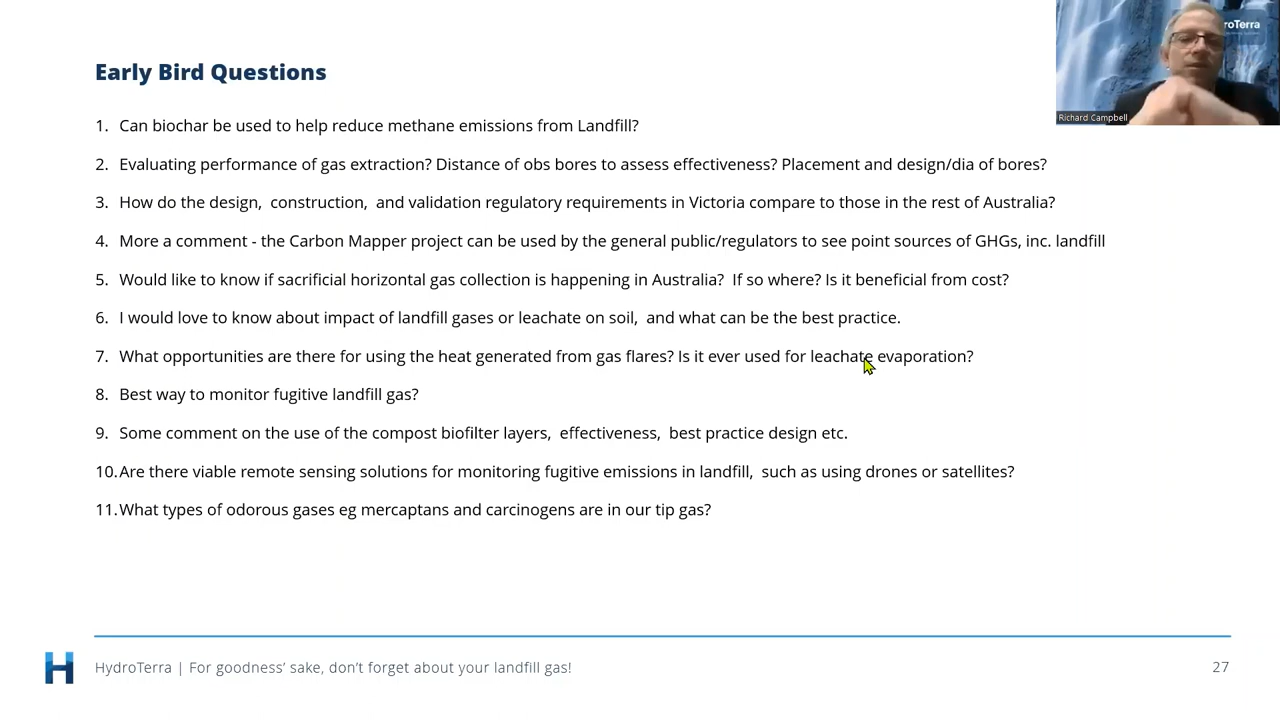 roTerra
Richard Campbell
Early Bird Questions
1. Can biochar be used to help reduce methane emissions from Landfill?
2. Evaluating performance of gas extraction? Distance of obs bores to assess effectiveness? Placement and design/dia of bores?
3. How do the design,  construction,  and validation regulatory requirements in Victoria compare to those in the rest of Australia?
4. More a comment - the Carbon Mapper project can be used by the general public/regulators to see point sources of GHGs, inc. landfill
5. Would like to know if sacrificial horizontal gas collection is happening in Australia?  If so where? Is it beneficial from cost?
6. I would love to know about impact of landfill gases or leachate on soil,  and what can be the best practice.
7. What opportunities are there for using the heat generated from gas flares? Is it ever used for leachate evaporation?
8. Best way to monitor fugitive landfill gas?
9. Some comment on the use of the compost biofilter layers,  effectiveness,  best practice design etc.
10. Are there viable remote sensing solutions for monitoring fugitive emissions in landfill,  such as using drones or satellites?
11. What types of odorous gases eg mercaptans and carcinogens are in our tip gas?
HydroTerra | For goodness’ sake, don’t forget about your landfill gas!
27